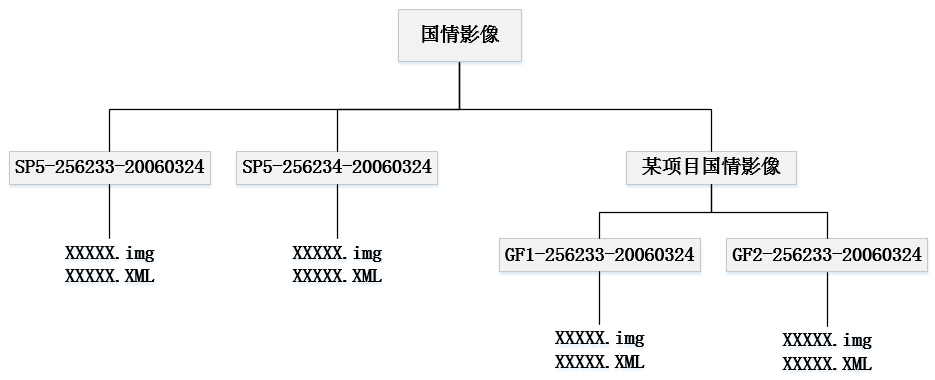 国情影像
SP5-256233-20060324
SP5-256234-20060324
某项目国情影像
XXXXX.img
XXXXX.XML
XXXXX.img
XXXXX.XML
GF1-256233-20060324
GF2-256233-20060324
XXXXX.img
XXXXX.XML
XXXXX.img
XXXXX.XML